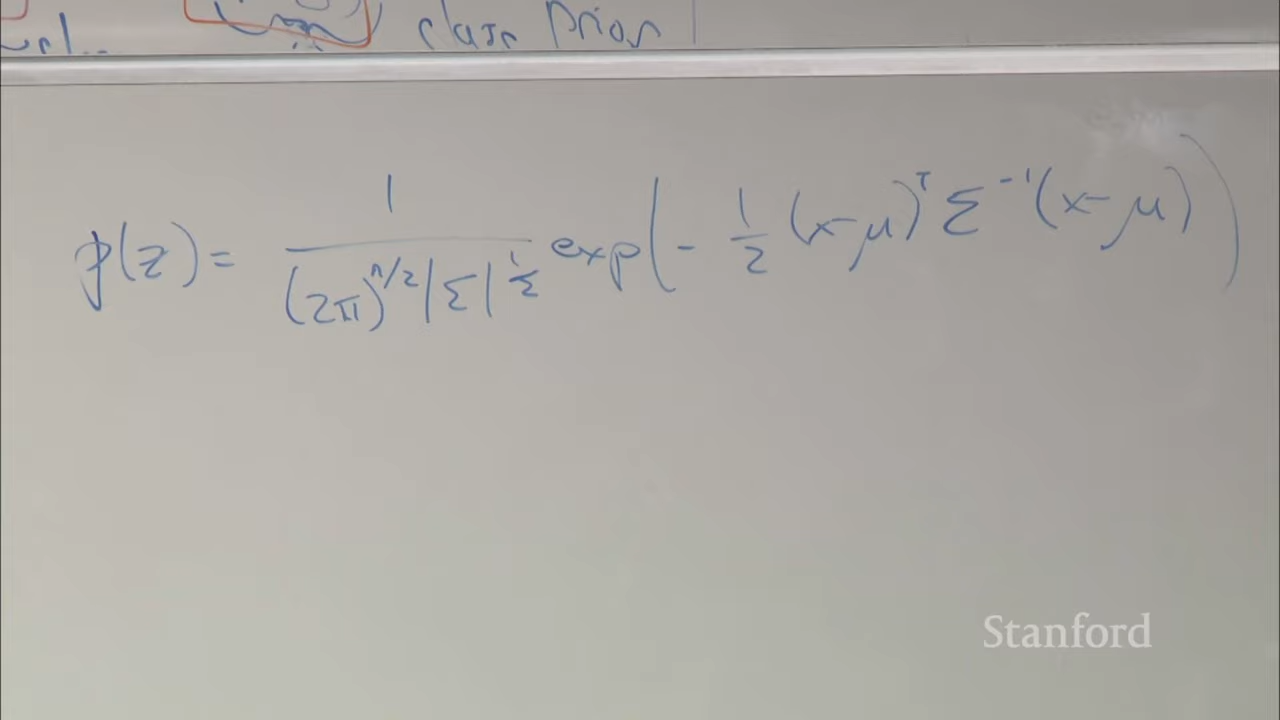 class prior
p(z) = 1 / (2π)^{n/2} |Σ|^{1/2} exp(- 1/2 (x-μ)^T Σ^{-1} (x-μ))
Stanford